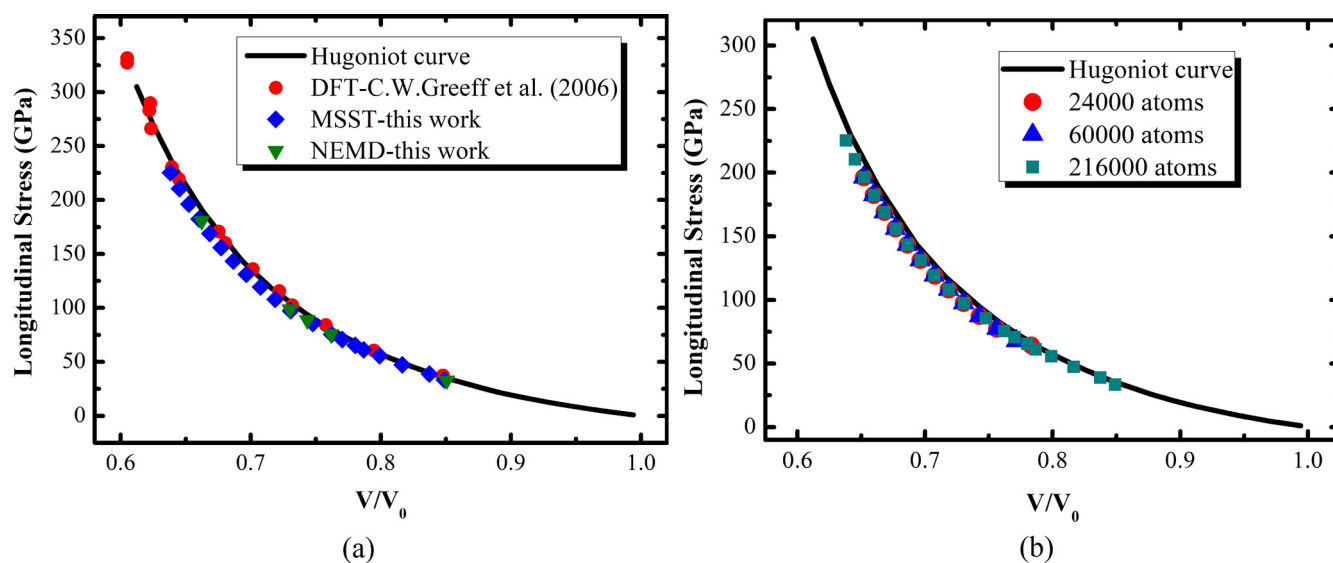 (a)
Longitudinal Stress (GPa)
350
300
250
200
150
100
50
0
Hugoniot curve
DFT-C.W.Greeff et al. (2006)
MSST-this work
NEMD-this work
0.6 0.7 0.8 0.9 1.0
V/V₀
(a)
(b)
Longitudinal Stress (GPa)
300
250
200
150
100
50
0
Hugoniot curve
24000 atoms
60000 atoms
216000 atoms
0.6 0.7 0.8 0.9 1.0
V/V₀
(b)